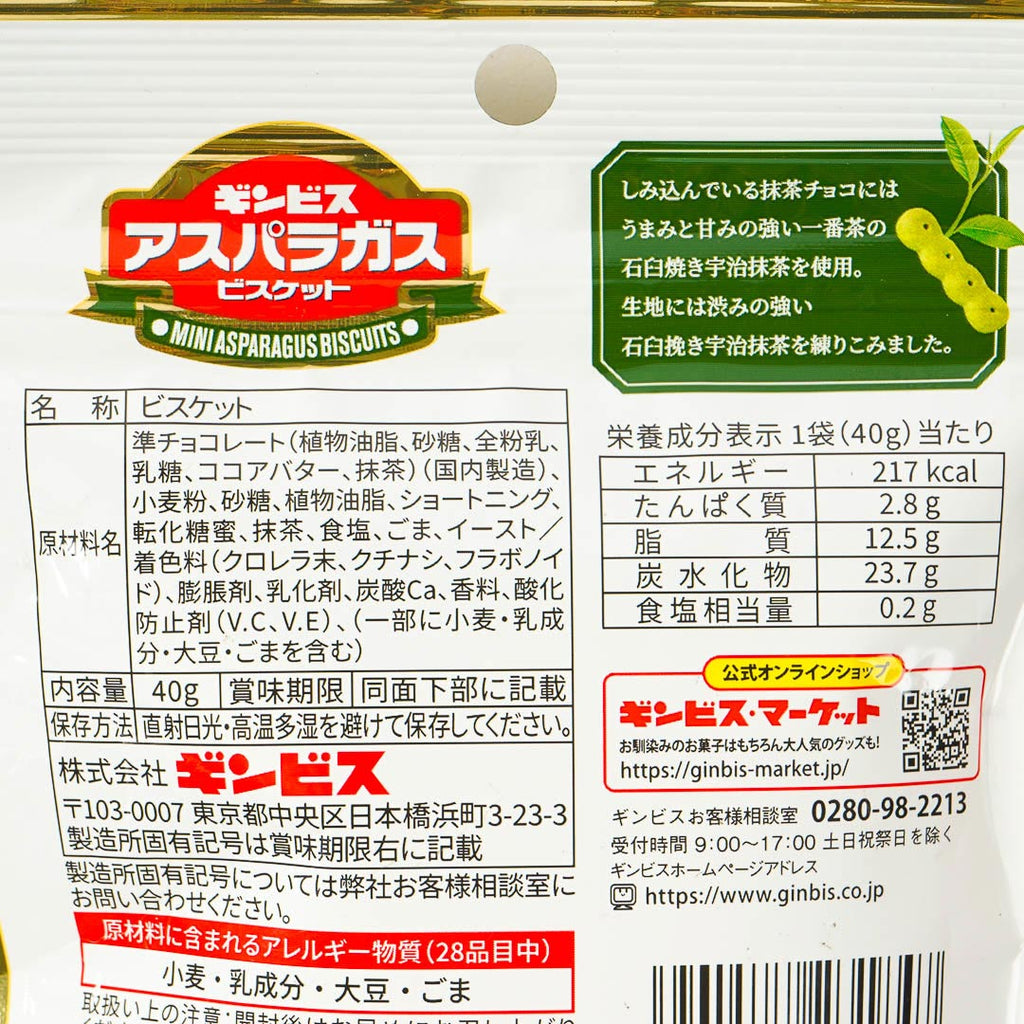 ギンビス
アスパラガス
ビスケット
MINI ASPARAGUS BISCUITS
しみ込んでいる抹茶チョコには
うまみと甘みの強い一番茶の
石臼焼き宇治抹茶を使用。
生地には渋みの強い
石臼挽き宇治抹茶を練りこみました。
名 称 ビスケット
原材料名
準チョコレート(植物油脂、砂糖、全粉乳、
乳糖、ココアバター、抹茶)(国内製造)、
小麦粉、砂糖、植物油脂、ショートニング、
転化糖蜜、抹茶、食塩、ごま、イースト／
着色料(クロレラ末、クチナシ、フラボノイ
ド)、膨脹剤、乳化剤、炭酸Ca、香料、酸化
防止剤(V.C、V.E)、(一部に小麦・乳成
分・大豆・ごまを含む)
内容量 40g 賞味期限 同面下部に記載
保存方法 直射日光・高温多湿を避けて保存してください。
株式会社 ギンビス
〒103-0007 東京都中央区日本橋浜町3-23-3
製造所固有記号は賞味期限右に記載
製造所固有記号については弊社お客様相談室に
お問い合わせください。
原材料に含まれるアレルギー物質(28品目中)
小麦・乳成分・大豆・ごま
栄養成分表示 1袋(40g)当たり
エネルギー 217 kcal
たんぱく質 2.8 g
脂質 12.5 g
炭水化物 23.7 g
食塩相当量 0.2 g
公式オンラインショップ
ギンビス・マーケット
お馴染みのお菓子はもちろん大人気のグッズも!
https://ginbis-market.jp/
ギンビスお客様相談室 0280-98-2213
受付時間 9:00〜17:00 土日祝祭日を除く
ギンビスホームページアドレス
https://www.ginbis.co.jp
取扱い上の注意:開封後はお早めにお召し上がり